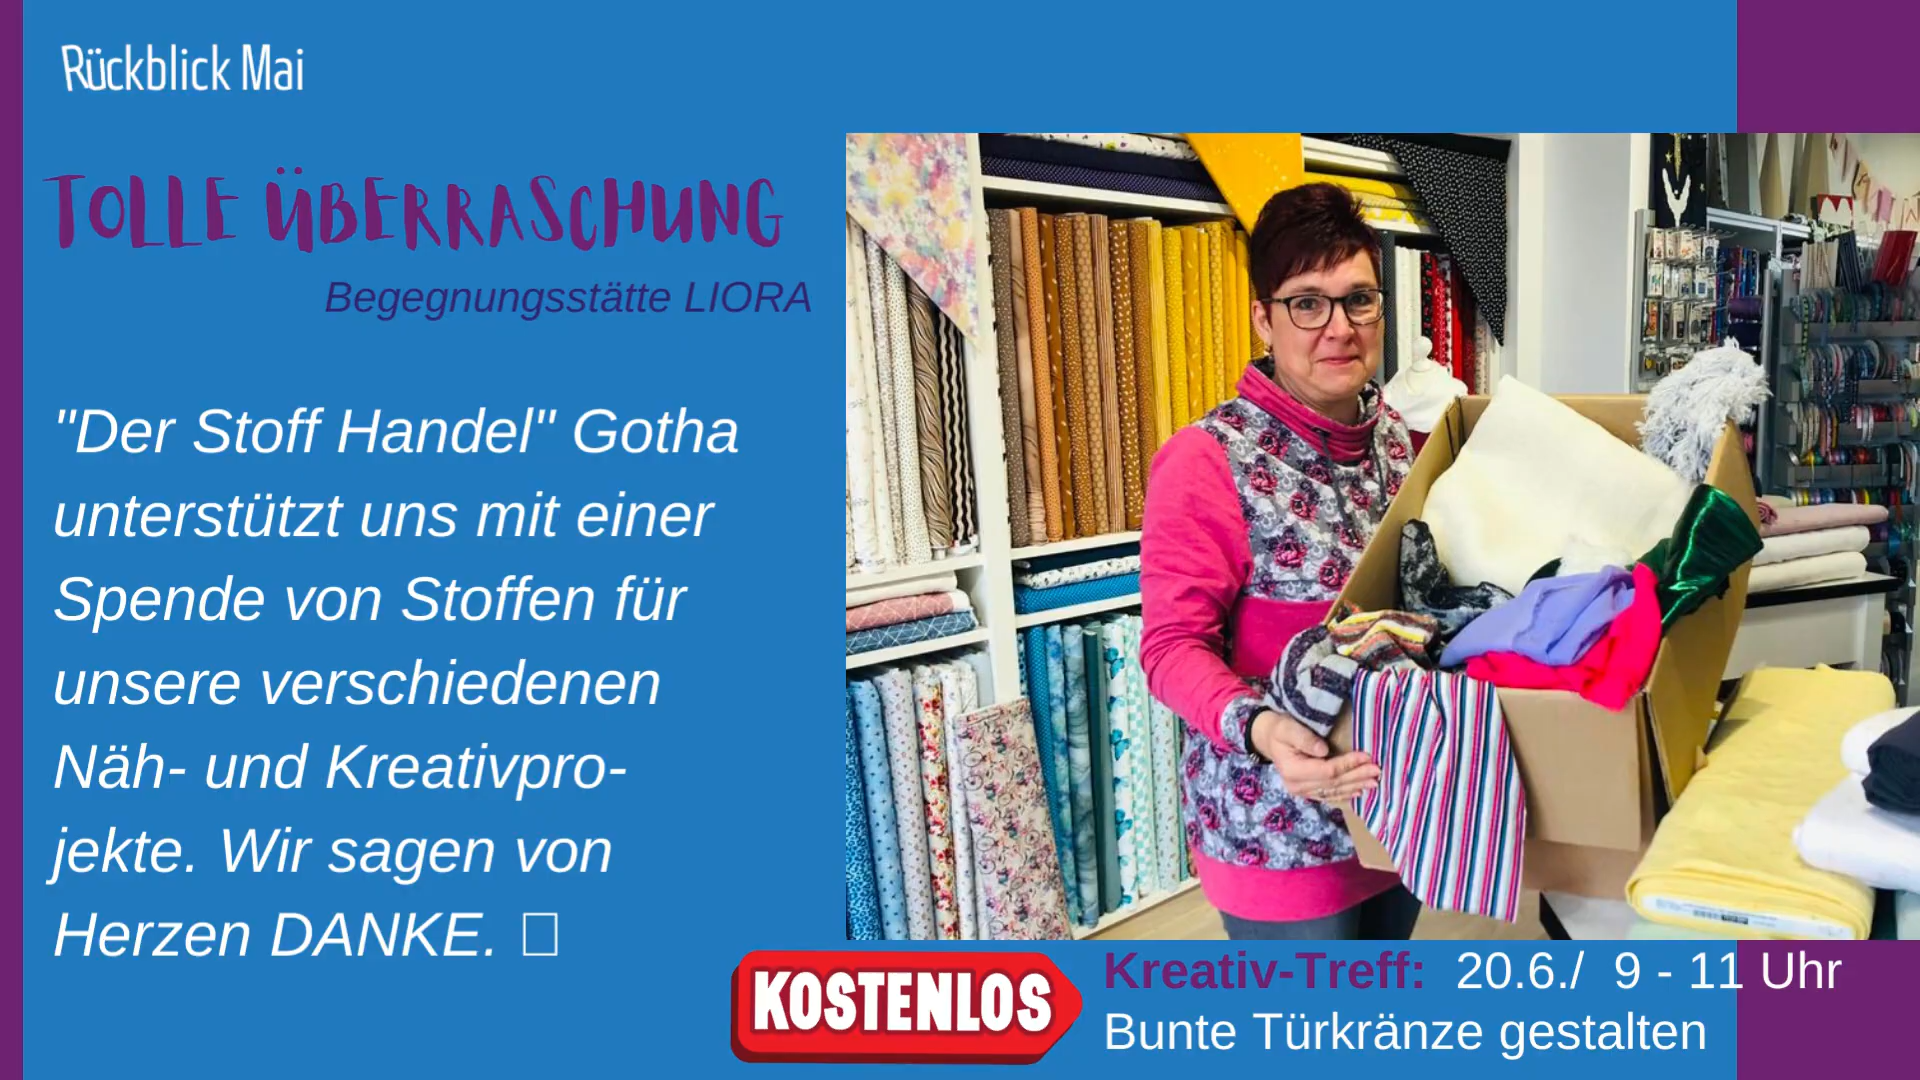 Rückblick Mai
TOLLE ÜBERRASCHUNG
Begegnungsstätte LIORA
"Der Stoff Handel" Gotha
unterstützt uns mit einer
Spende von Stoffen für
unsere verschiedenen
Näh- und Kreativpro-
jekte. Wir sagen von
Herzen DANKE. 
KOSTENLOS
Kreativ-Treff: 20.6./ 9 - 11 Uhr
Bunte Türkränze gestalten